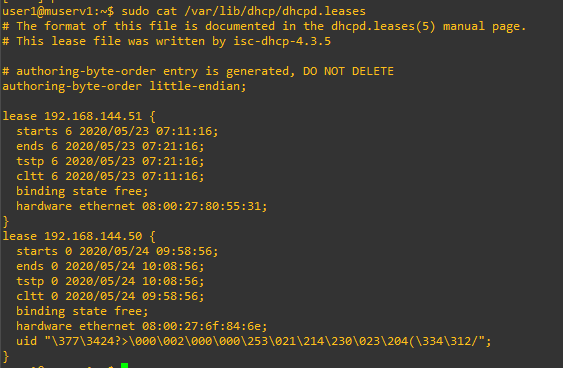 user1@muserv1:~$ sudo cat /var/lib/dhcp/dhcpd.leases
# The format of this file is documented in the dhcpd.leases(5) manual page.
# This lease file was written by isc-dhcp-4.3.5

# authoring-byte-order entry is generated, DO NOT DELETE
authoring-byte-order little-endian;

lease 192.168.144.51 {
  starts 6 2020/05/23 07:11:16;
  ends 6 2020/05/23 07:21:16;
  tstp 6 2020/05/23 07:21:16;
  cltt 6 2020/05/23 07:11:16;
  binding state free;
  hardware ethernet 08:00:27:80:55:31;
}
lease 192.168.144.50 {
  starts 0 2020/05/24 09:58:56;
  ends 0 2020/05/24 10:08:56;
  tstp 0 2020/05/24 10:08:56;
  cltt 0 2020/05/24 09:58:56;
  binding state free;
  hardware ethernet 08:00:27:6f:84:6e;
  uid "\377\3424?>\000\002\000\000\253\021\214\230\023\204(\334\312/";
}